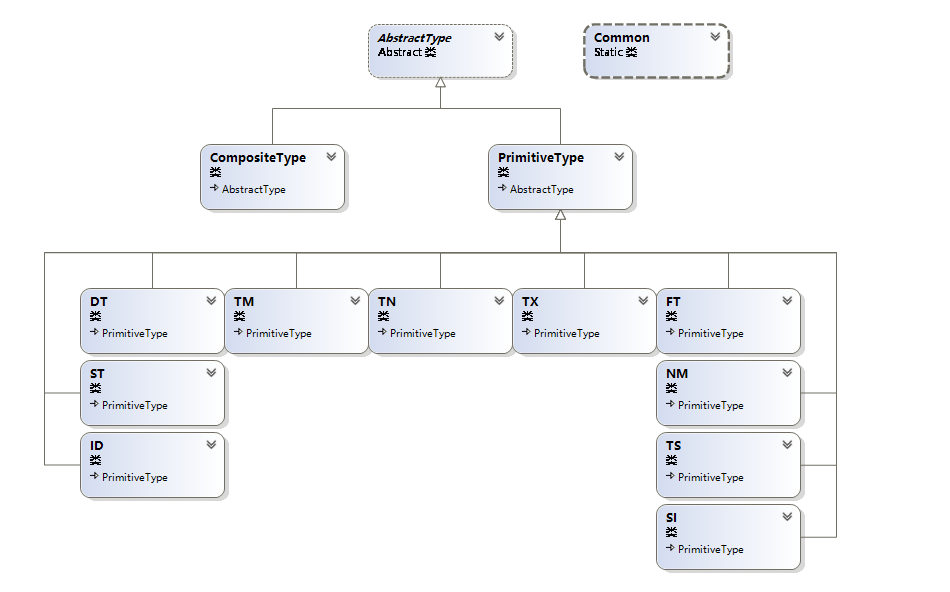 AbstractType
Abstract
Common
Static
CompositeType
AbstractType
PrimitiveType
AbstractType
DT
PrimitiveType
TM
PrimitiveType
TN
PrimitiveType
TX
PrimitiveType
FT
PrimitiveType
ST
PrimitiveType
NM
PrimitiveType
ID
PrimitiveType
TS
PrimitiveType
SI
PrimitiveType